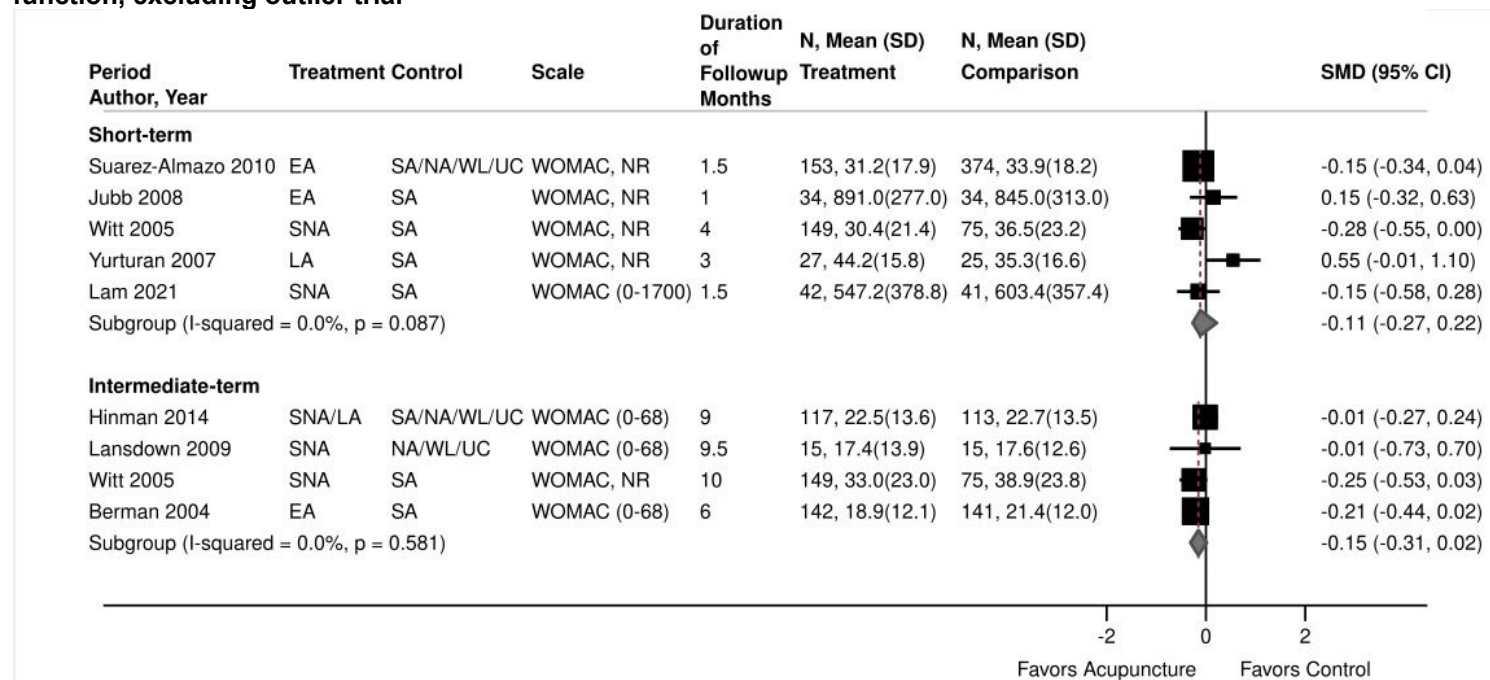 function, excluding outlier trial
Period Author, Year Treatment Control Scale Duration of Followup Months N, Mean (SD) Treatment N, Mean (SD) Comparison SMD (95% CI)
Short-term
Suarez-Almazo 2010 EA SA/NA/WL/UC WOMAC, NR 1.5 153, 31.2(17.9) 374, 33.9(18.2) -0.15 (-0.34, 0.04)
Jubb 2008 EA SA WOMAC, NR 1 34, 891.0(277.0) 34, 845.0(313.0) 0.15 (-0.32, 0.63)
Witt 2005 SNA SA WOMAC, NR 4 149, 30.4(21.4) 75, 36.5(23.2) -0.28 (-0.55, 0.00)
Yurturan 2007 LA SA WOMAC, NR 3 27, 44.2(15.8) 25, 35.3(16.6) 0.55 (-0.01, 1.10)
Lam 2021 SNA SA WOMAC (0-1700) 1.5 42, 547.2(378.8) 41, 603.4(357.4) -0.15 (-0.58, 0.28)
Subgroup (I-squared = 0.0%, p = 0.087) -0.11 (-0.27, 0.22)
Intermediate-term
Hinman 2014 SNA/LA SA/NA/WL/UC WOMAC (0-68) 9 117, 22.5(13.6) 113, 22.7(13.5) -0.01 (-0.27, 0.24)
Lansdown 2009 SNA NA/WL/UC WOMAC (0-68) 9.5 15, 17.4(13.9) 15, 17.6(12.6) -0.01 (-0.73, 0.70)
Witt 2005 SNA SA WOMAC, NR 10 149, 33.0(23.0) 75, 38.9(23.8) -0.25 (-0.53, 0.03)
Berman 2004 EA SA WOMAC (0-68) 6 142, 18.9(12.1) 141, 21.4(12.0) -0.21 (-0.44, 0.02)
Subgroup (I-squared = 0.0%, p = 0.581) -0.15 (-0.31, 0.02)
-2 0 2
Favors Acupuncture Favors Control